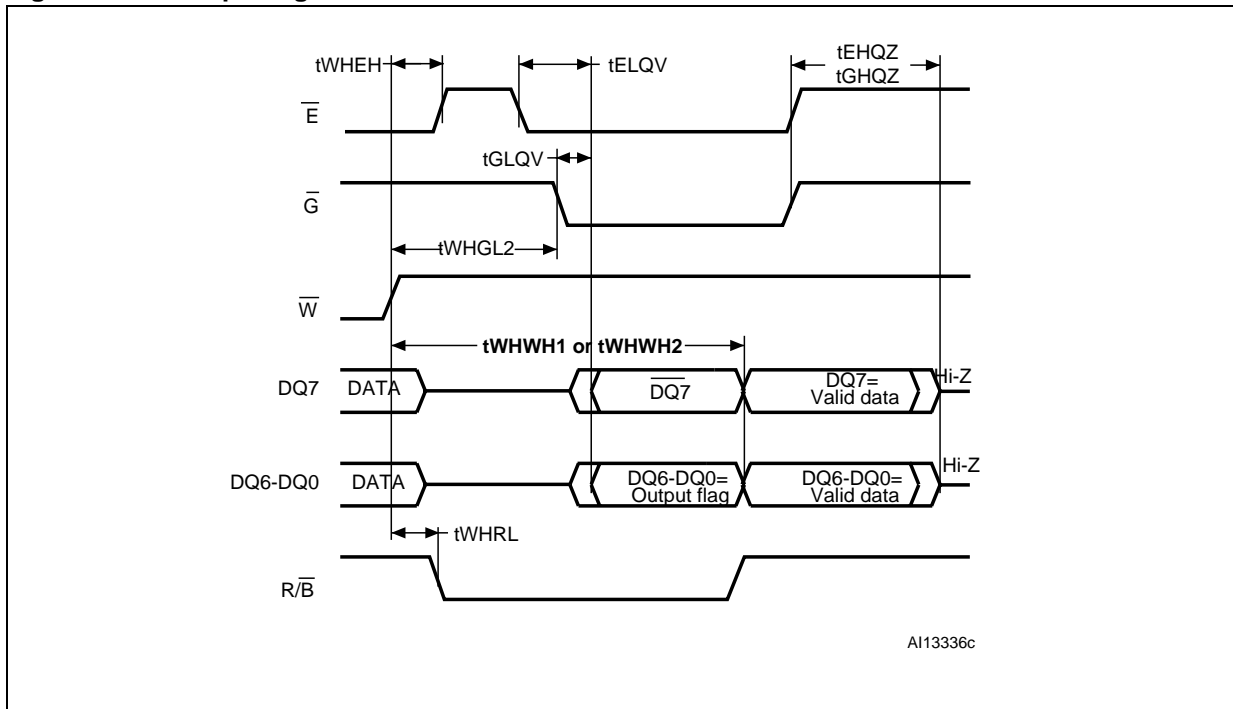 tWHEH
tELQV
tEHQZ
tGHQZ
E̅
tGLQV
G̅
tWHGL2
W̅
tWHWH1 or tWHWH2
DQ7
DATA
D̅Q̅7̅
DQ7=
Valid data
Hi-Z
DQ6-DQ0
DATA
DQ6-DQ0=
Output flag
DQ6-DQ0=
Valid data
Hi-Z
tWHRL
R/B̅
AI13336c